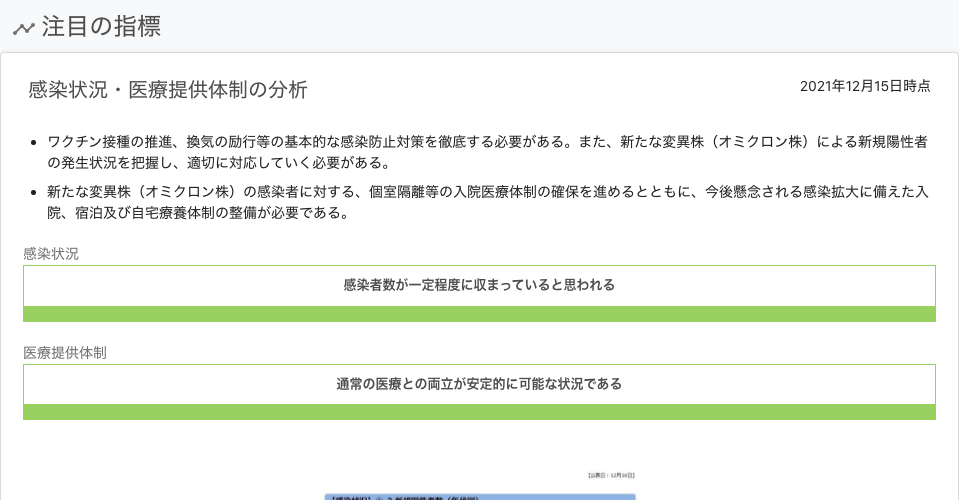 注目の指標
感染状況・医療提供体制の分析
2021年12月15日時点
ワクチン接種の推進、換気の励行等の基本的な感染防止対策を徹底する必要がある。また、新たな変異株（オミクロン株）による新規陽性者
の発生状況を把握し、適切に対応していく必要がある。
新たな変異株（オミクロン株）の感染者に対する、個室隔離等の入院医療体制の確保を進めるとともに、今後懸念される感染拡大に備えた入
院、宿泊及び自宅療養体制の整備が必要である。
感染状況
感染者数が一定程度に収まっていると思われる
医療提供体制
通常の医療との両立が安定的に可能な状況である